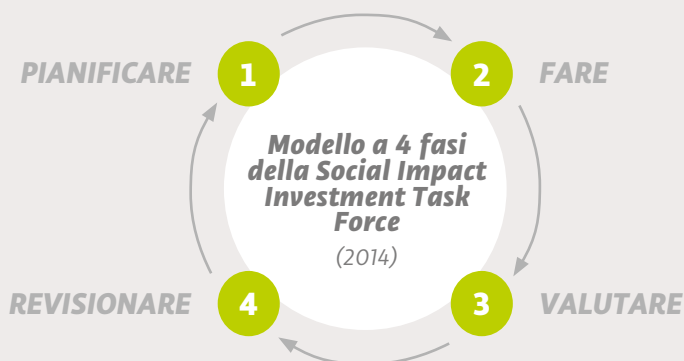 PIANIFICARE
1
2
FARE
Modello a 4 fasi
della Social Impact
Investment Task
Force
(2014)
REVISIONARE
4
3
VALUTARE